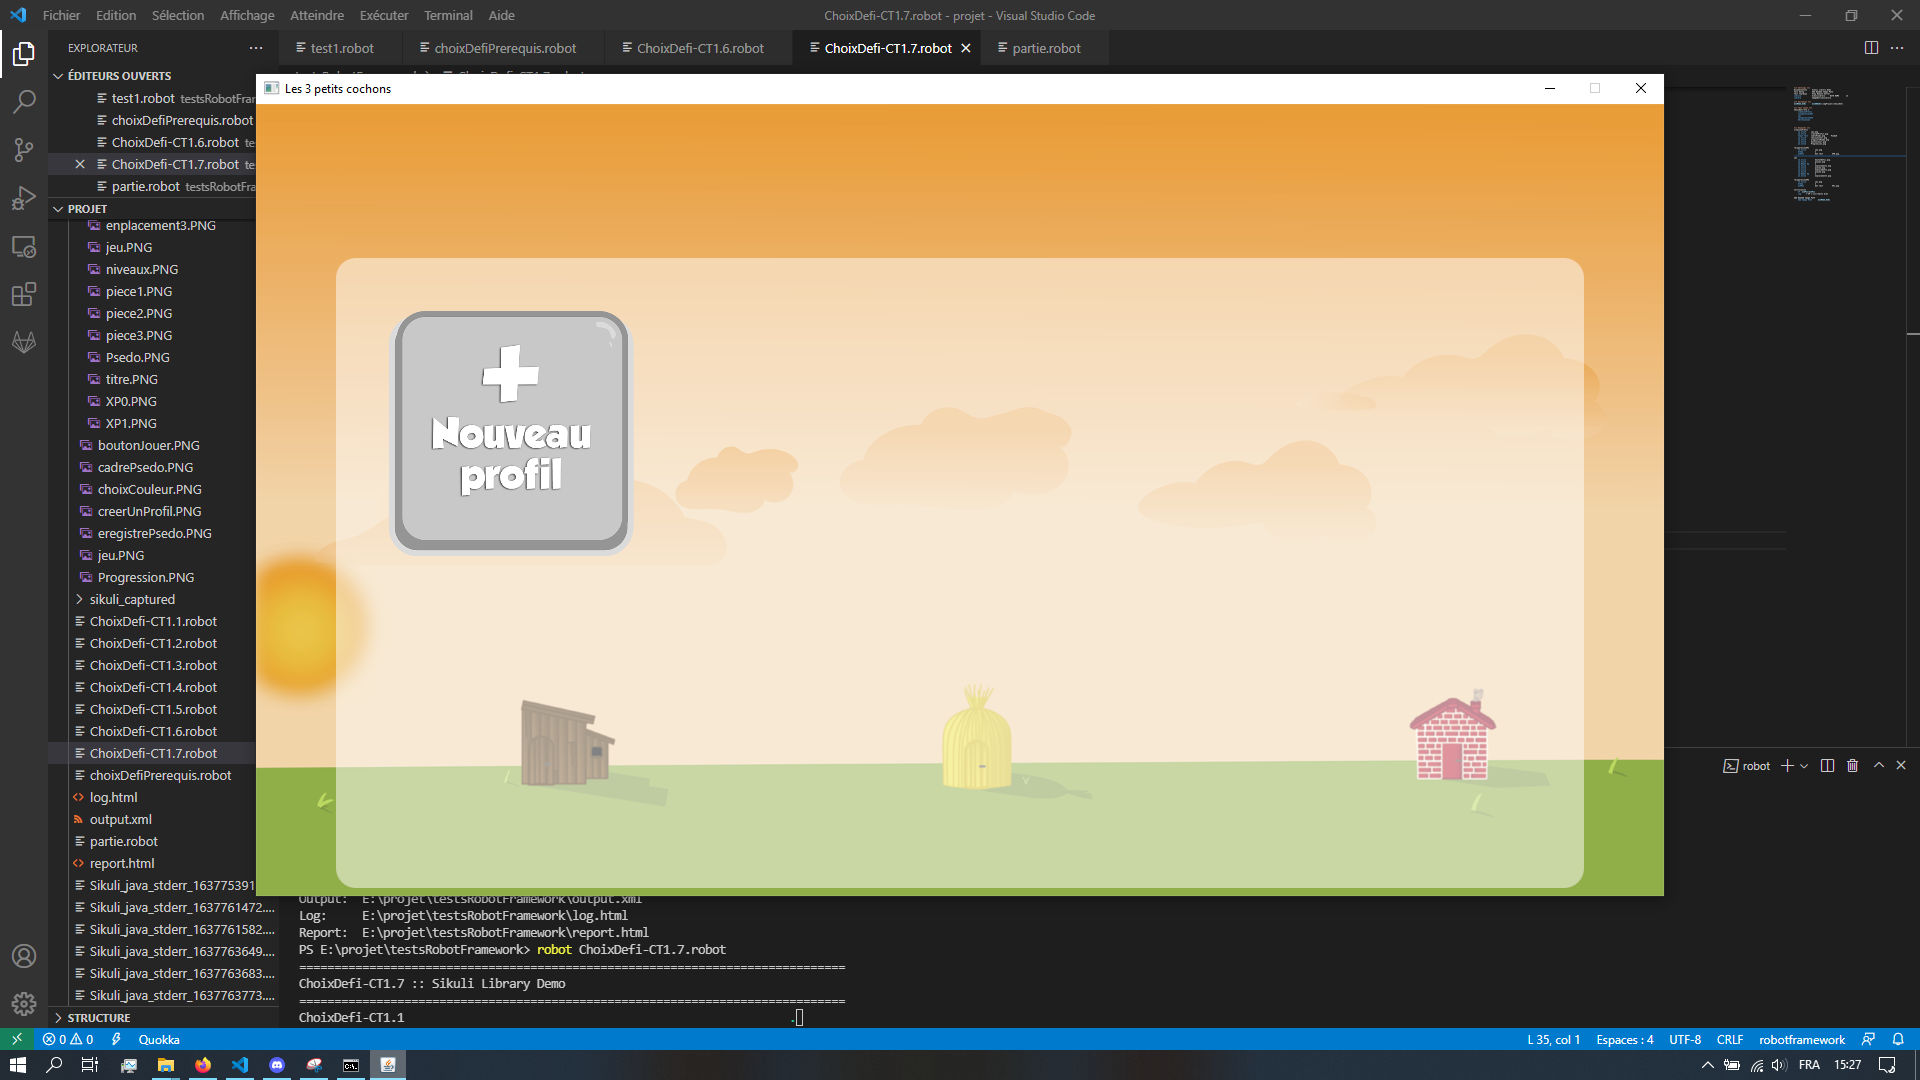 Fichier Edition Sélection Affichage Atteindre Exécuter Terminal Aide
ChoixDefi-CT1.7.robot - projet - Visual Studio Code
EXPLORATEUR
test1.robot choixDefiPrerequis.robot ChoixDefi-CT1.6.robot ChoixDefi-CT1.7.robot partie.robot
ÉDITEURS OUVERTS
test1.robot testsRobotFrar
choixDefiPrerequis.robot
ChoixDefi-CT1.6.robot te
ChoixDefi-CT1.7.robot te
partie.robot testsRobotFra
PROJET
enplacement3.PNG
jeu.PNG
niveaux.PNG
piece1.PNG
piece2.PNG
piece3.PNG
Psedo.PNG
titre.PNG
XP0.PNG
XP1.PNG
boutonJouer.PNG
cadrePsedo.PNG
choixCouleur.PNG
creerUnProfil.PNG
eregistrePsedo.PNG
jeu.PNG
Progression.PNG
sikuli_captured
ChoixDefi-CT1.1.robot
ChoixDefi-CT1.2.robot
ChoixDefi-CT1.3.robot
ChoixDefi-CT1.4.robot
ChoixDefi-CT1.5.robot
ChoixDefi-CT1.6.robot
ChoixDefi-CT1.7.robot
choixDefiPrerequis.robot
log.html
output.xml
partie.robot
report.html
Sikuli_java_stderr_163775391
Sikuli_java_stderr_1637761472....
Sikuli_java_stderr_1637761582....
Sikuli_java_stderr_1637763649....
Sikuli_java_stderr_1637763683....
Sikuli_java_stderr_1637763773....
STRUCTURE
Les 3 petits cochons
Nouveau
profil
robot
Output: E:\projet\testsRobotFramework\output.xml
Log: E:\projet\testsRobotFramework\log.html
Report: E:\projet\testsRobotFramework\report.html
PS E:\projet\testsRobotFramework> robot ChoixDefi-CT1.7.robot
==============================================================================
ChoixDefi-CT1.7 :: Sikuli Library Demo
==============================================================================
ChoixDefi-CT1.1 .
0 0 Quokka
L 35, col 1 Espaces : 4 UTF-8 CRLF robotframework
FRA 15:27